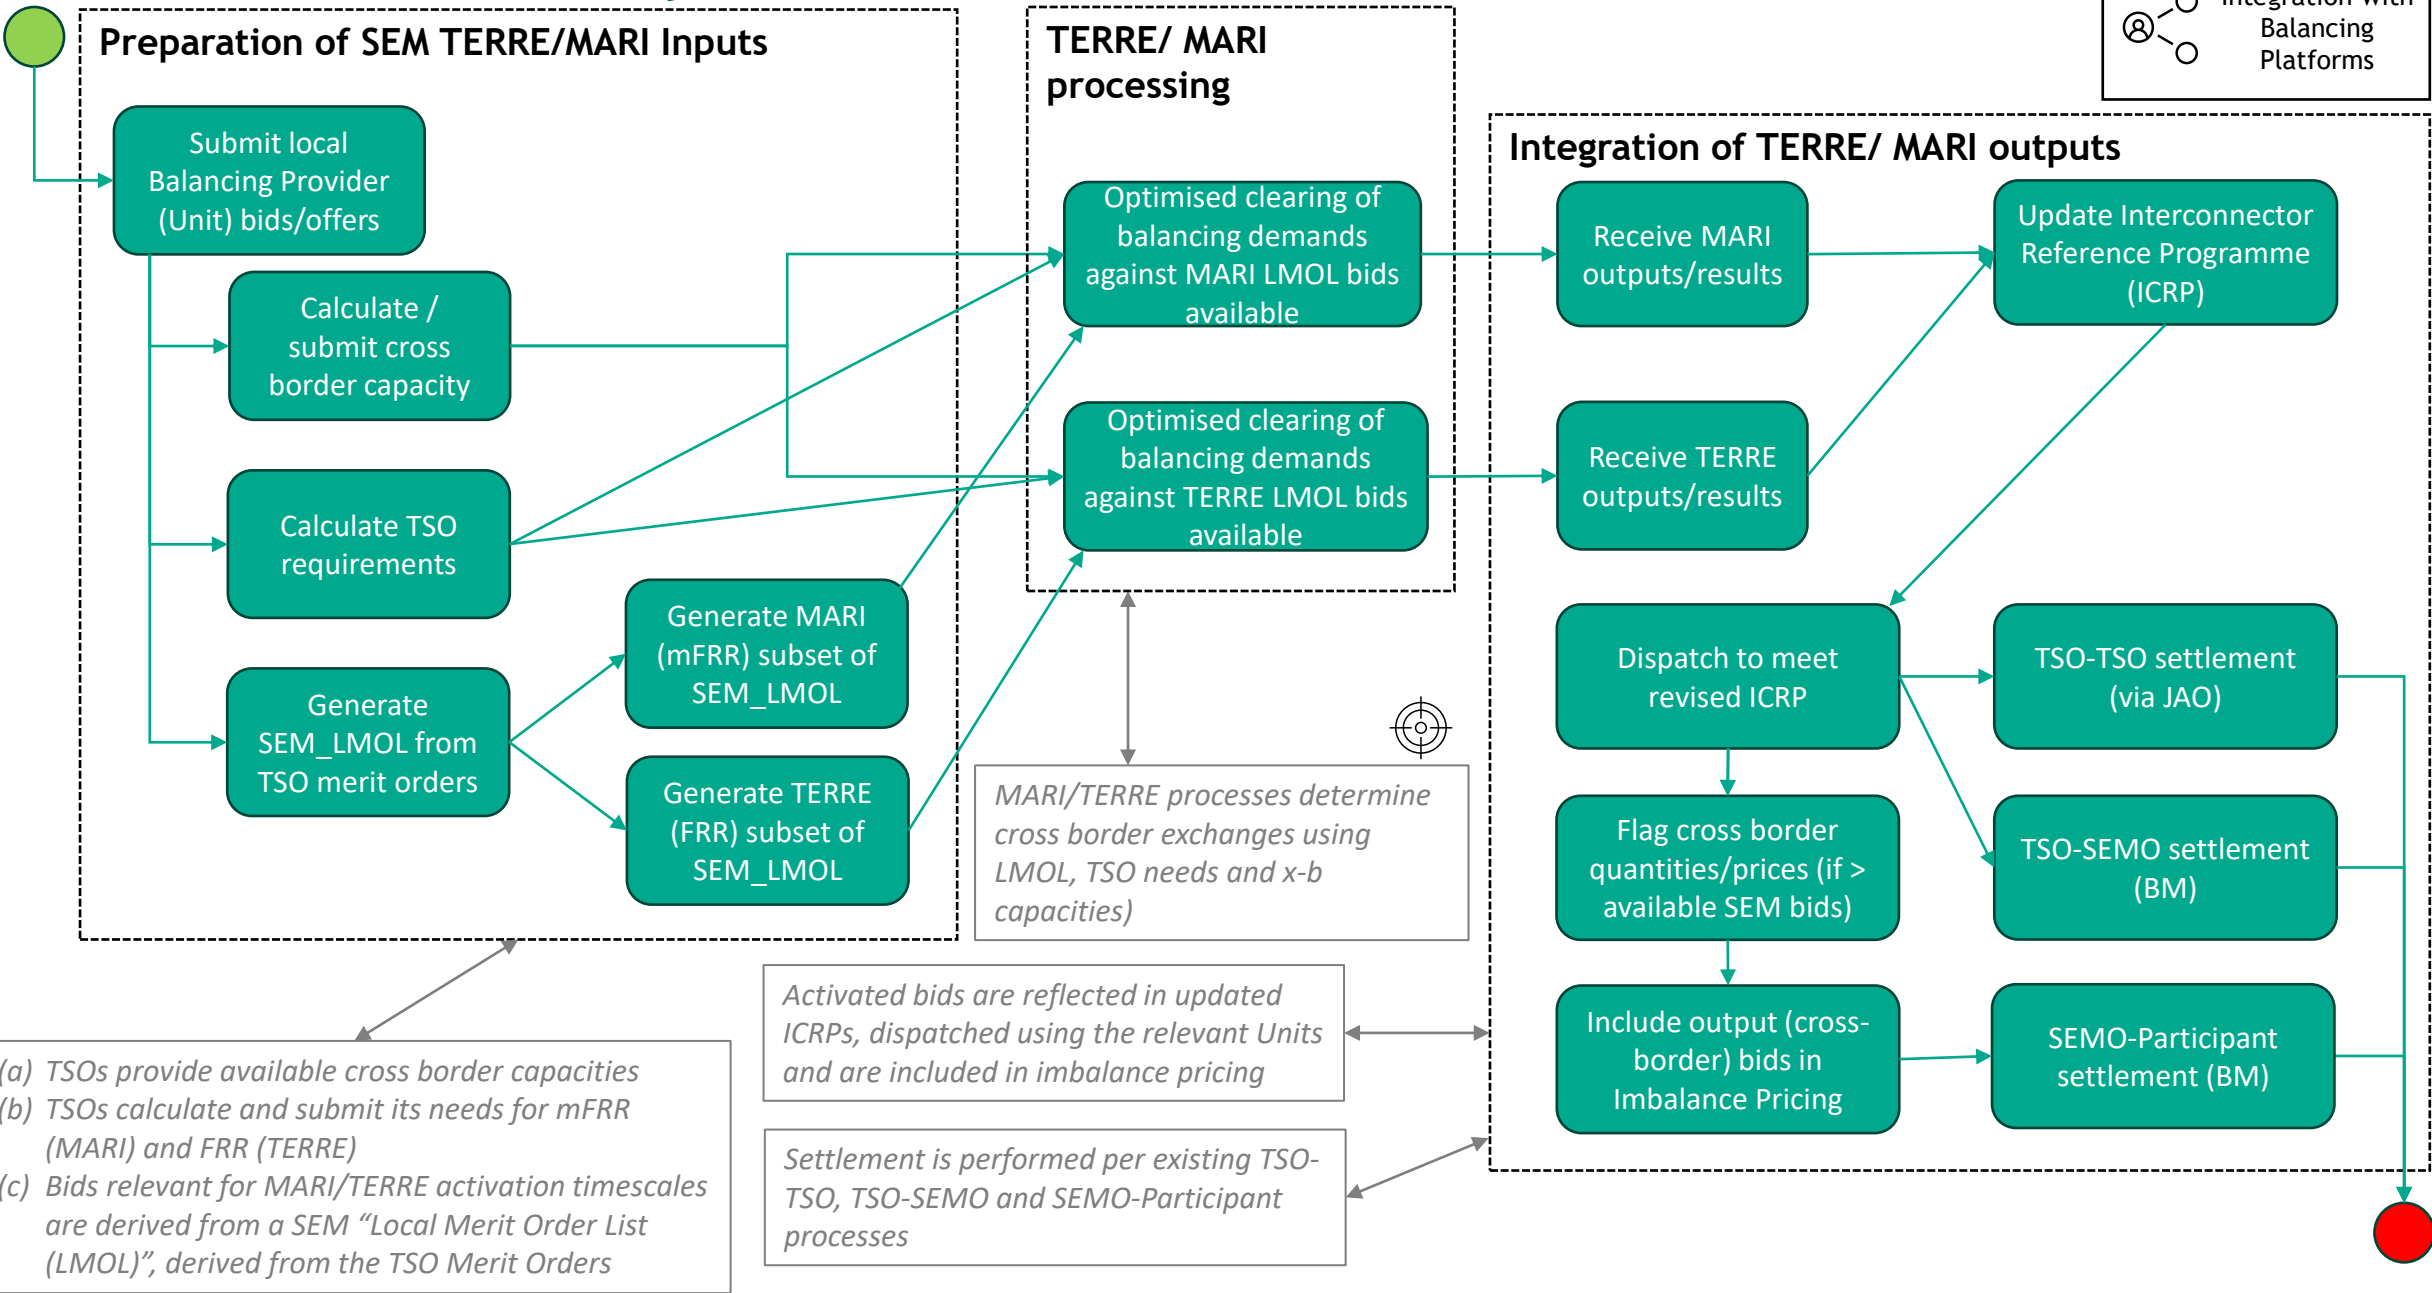 Integration with
Balancing
Platforms
Preparation of SEM TERRE/MARI Inputs
Submit local
Balancing Provider
(Unit) bids/offers
Calculate /
submit cross
border capacity
Calculate TSO
requirements
Generate
SEM_LMOL from
TSO merit orders
Generate MARI
(mFRR) subset of
SEM_LMOL
Generate TERRE
(FRR) subset of
SEM_LMOL
TERRE/ MARI
processing
Optimised clearing of
balancing demands
against MARI LMOL bids
available
Optimised clearing of
balancing demands
against TERRE LMOL bids
available
Integration of TERRE/ MARI outputs
Receive MARI
outputs/results
Update Interconnector
Reference Programme
(ICRP)
Receive TERRE
outputs/results
Dispatch to meet
revised ICRP
TSO-TSO settlement
(via JAO)
Flag cross border
quantities/prices (if >
available SEM bids)
TSO-SEMO settlement
(BM)
Include output (cross-
border) bids in
Imbalance Pricing
SEMO-Participant
settlement (BM)
MARI/TERRE processes determine
cross border exchanges using
LMOL, TSO needs and x-b
capacities)
Activated bids are reflected in updated
ICRPs, dispatched using the relevant Units
and are included in imbalance pricing
Settlement is performed per existing TSO-
TSO, TSO-SEMO and SEMO-Participant
processes
(a) TSOs provide available cross border capacities
(b) TSOs calculate and submit its needs for mFRR
(MARI) and FRR (TERRE)
(c) Bids relevant for MARI/TERRE activation timescales
are derived from a SEM “Local Merit Order List
(LMOL)”, derived from the TSO Merit Orders